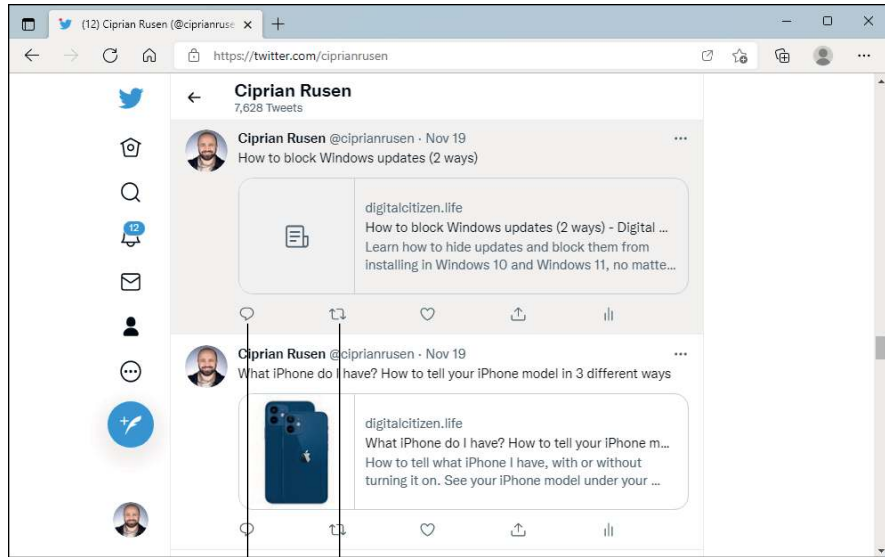 (12) Ciprian Rusen (@ciprianruse
https://twitter.com/ciprianrusen
Ciprian Rusen
7,628 Tweets
Ciprian Rusen @ciprianrusen · Nov 19
How to block Windows updates (2 ways)
digitalcitizen.life
How to block Windows updates (2 ways) - Digital ...
Learn how to hide updates and block them from
installing in Windows 10 and Windows 11, no matte...
12
Ciprian Rusen @ciprianrusen · Nov 19
What iPhone do I have? How to tell your iPhone model in 3 different ways
digitalcitizen.life
What iPhone do I have? How to tell your iPhone m...
How to tell what iPhone I have, with or without
turning it on. See your iPhone model under your ...